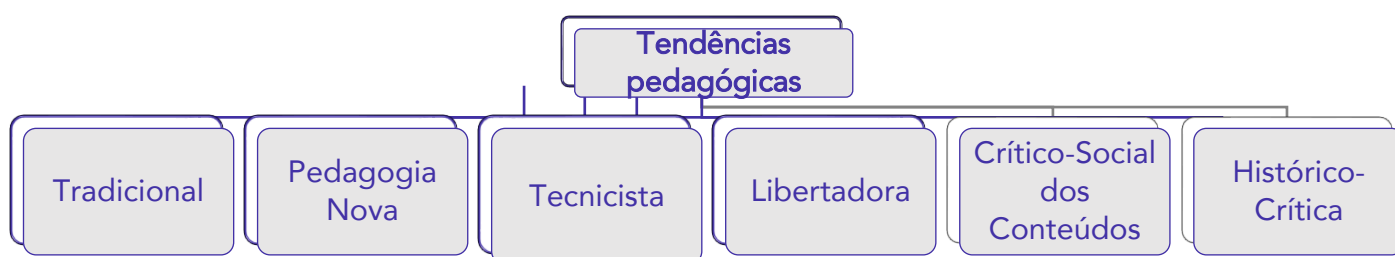 Tendências
pedagógicas
Tradicional
Pedagogia
Nova
Tecnicista
Libertadora
Crítico-Social
dos
Conteúdos
Histórico-
Crítica